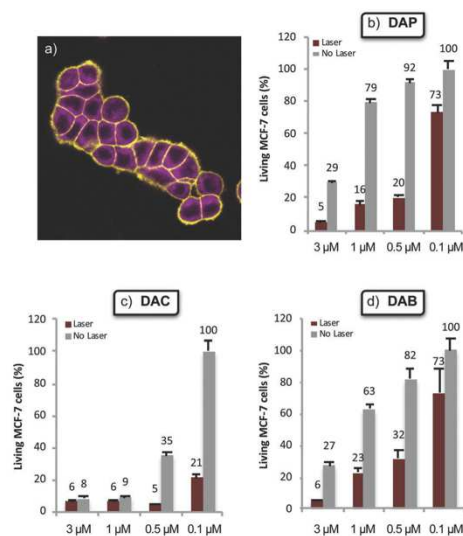 a)
b) DAP
Laser
No Laser
Living MCF-7 cells (%)
120
100
80
60
40
20
0
5
29
16
79
20
92
73
100
3 µM
1 µM
0.5 µM
0.1 µM
c) DAC
Laser
No Laser
Living MCF-7 cells (%)
120
100
80
60
40
20
0
6
8
6
9
5
35
21
100
3 µM
1 µM
0.5 µM
0.1 µM
d) DAB
Laser
No Laser
Living MCF-7 cells (%)
120
100
80
60
40
20
0
6
27
23
63
32
82
73
100
3 µM
1 µM
0.5 µM
0.1 µM